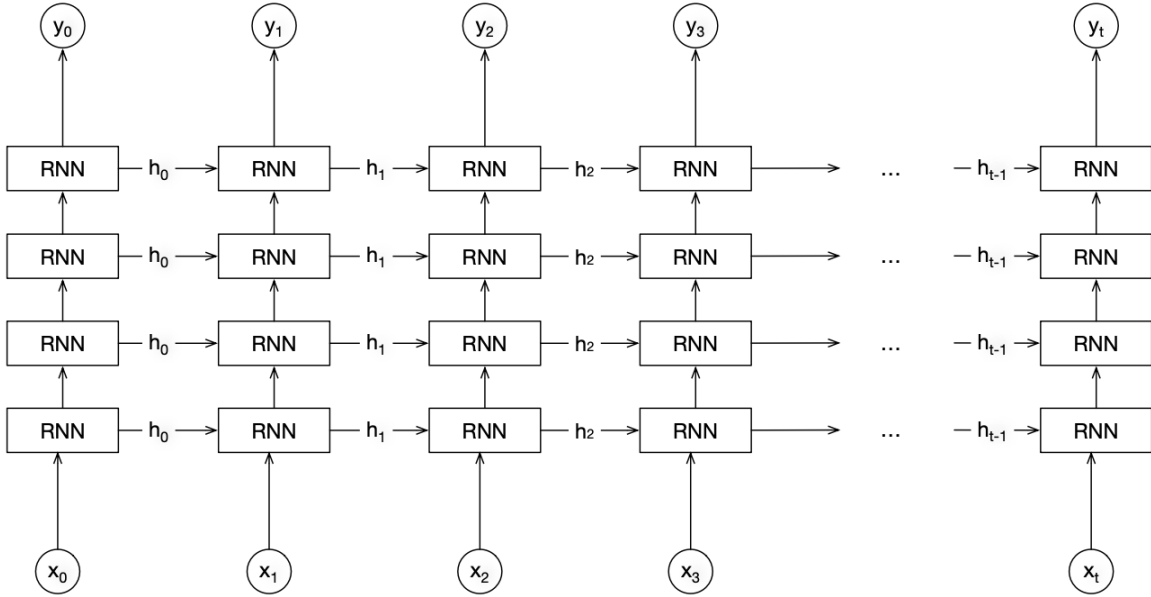 y₀ y₁ y₂ y₃ yₜ
RNN h₀ RNN h₁ RNN h₂ RNN ... hₜ₋₁ RNN
RNN h₀ RNN h₁ RNN h₂ RNN ... hₜ₋₁ RNN
RNN h₀ RNN h₁ RNN h₂ RNN ... hₜ₋₁ RNN
RNN h₀ RNN h₁ RNN h₂ RNN ... hₜ₋₁ RNN
x₀ x₁ x₂ x₃ xₜ